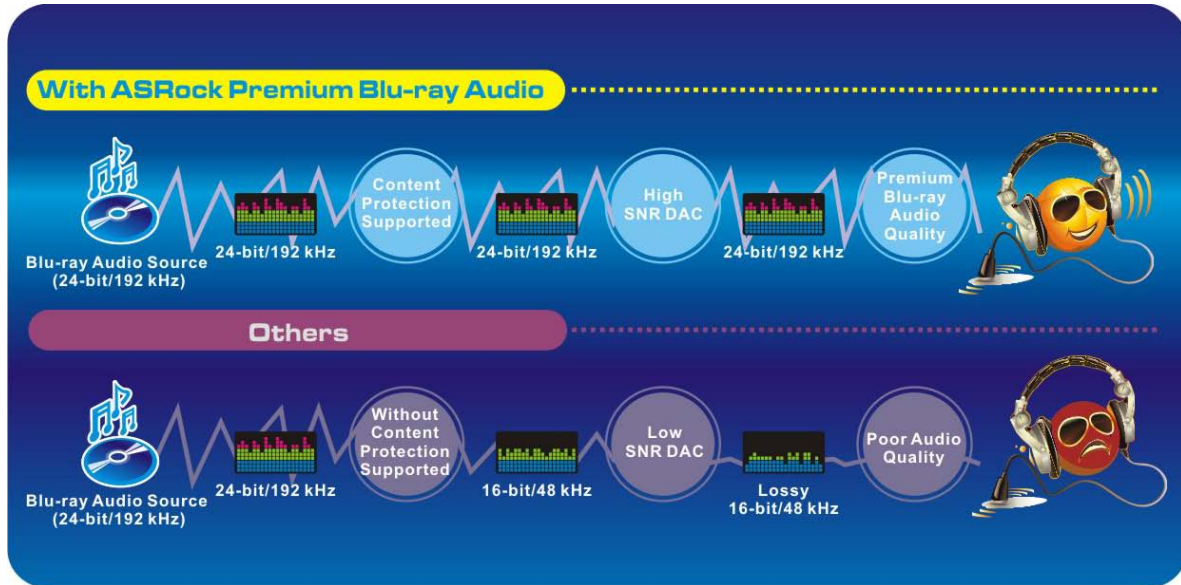 With ASRock Premium Blu-ray Audio
Blu-ray Audio Source
(24-bit/192 kHz)
24-bit/192 kHz
Content
Protection
Supported
24-bit/192 kHz
High
SNR DAC
24-bit/192 kHz
Premium
Blu-ray
Audio
Quality
Others
Blu-ray Audio Source
(24-bit/192 kHz)
24-bit/192 kHz
Without
Content
Protection
Supported
16-bit/48 kHz
Low
SNR DAC
Lossy
16-bit/48 kHz
Poor Audio
Quality